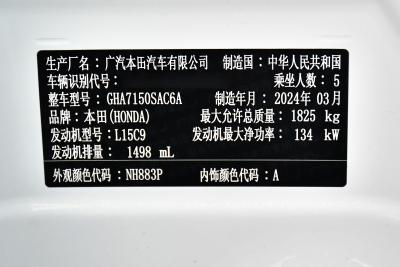 生产厂名：广汽本田汽车有限公司 制造国：中华人民共和国
车辆识别代号： 乘坐人数：5
整车型号：GHA7150SAC6A 制造年月：2024年03月
品牌：本田(HONDA) 最大允许总质量：1825 kg
发动机型号：L15C9 发动机最大净功率：134 kW
发动机排量：1498 mL
外观颜色代码：NH883P 内饰颜色代码：A